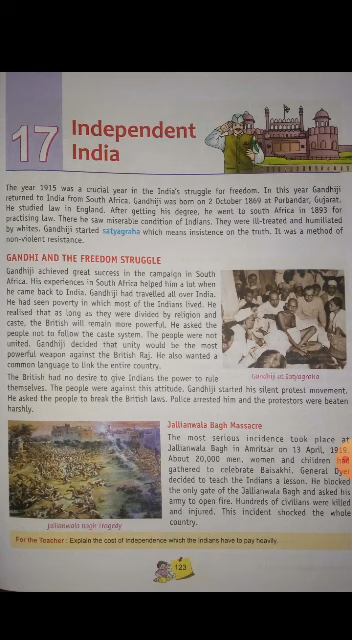 17
Independent
India
The year 1915 was a crucial year in the India's struggle for freedom. In this year Gandhiji
returned to India from South Africa. Gandhiji was born on 2 October 1869 at Porbandar, Gujarat.
He studied law in England. After getting his degree, he went to south Africa in 1893 for
practising law. There he saw miserable condition of Indians. They were ill-treated and humiliated
by whites. Gandhiji started satyagraha which means insistence on the truth. It was a method of
non-violent resistance.
GANDHI AND THE FREEDOM STRUGGLE
Gandhiji achieved great success in the campaign in South
Africa. His experiences in South Africa helped him a lot when
he came back to India. Gandhiji had travelled all over India.
He had seen poverty in which most of the Indians lived. He
realised that as long as they were divided by religion and
caste, the British will remain more powerful. He asked the
people not to follow the caste system. The people were not
united. Gandhiji decided that unity would be the most
powerful weapon against the British Raj. He also wanted a
common language to link the entire country.
Gandhiji at Satyagraha
The British had no desire to give Indians the power to rule
themselves. The people were against this attitude. Gandhiji started his silent protest movement.
He asked the people to break the British laws. Police arrested him and the protestors were beaten
harshly.
Jallianwala Bagh Massacre
The most serious incidence took place at
Jallianwala Bagh in Amritsar on 13 April, 1919.
About 20,000 men, women and children had
gathered to celebrate Baisakhi. General Dyer
decided to teach the Indians a lesson. He blocked
the only gate of the Jallianwala Bagh and asked his
army to open fire. Hundreds of civilians were killed
and injured. This incident shocked the whole
country.
Jallianwala Bagh Tragedy
For the Teacher : Explain the cost of independence which the Indians have to pay heavily.
123